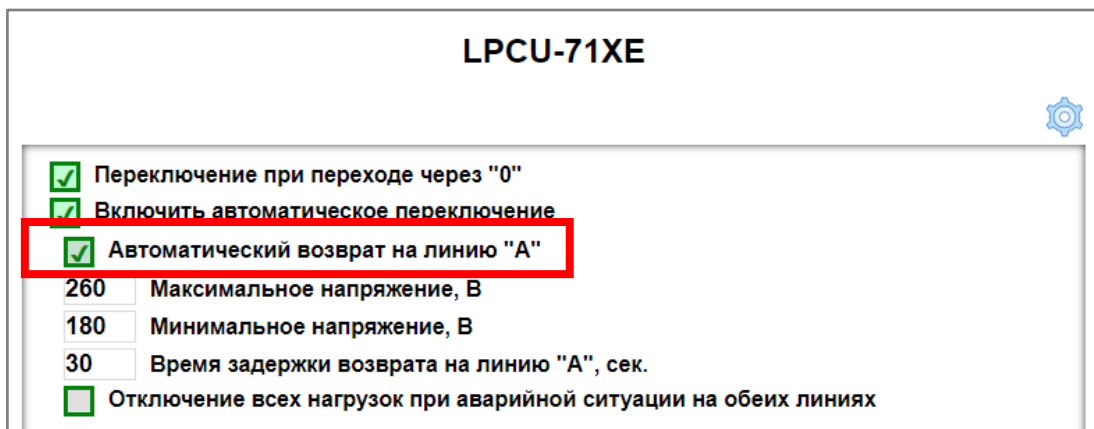 LPCU-71XE
Переключение при переходе через "0"
Включить автоматическое переключение
Автоматический возврат на линию "А"
260 Максимальное напряжение, В
180 Минимальное напряжение, В
30 Время задержки возврата на линию "А", сек.
Отключение всех нагрузок при аварийной ситуации на обеих линиях